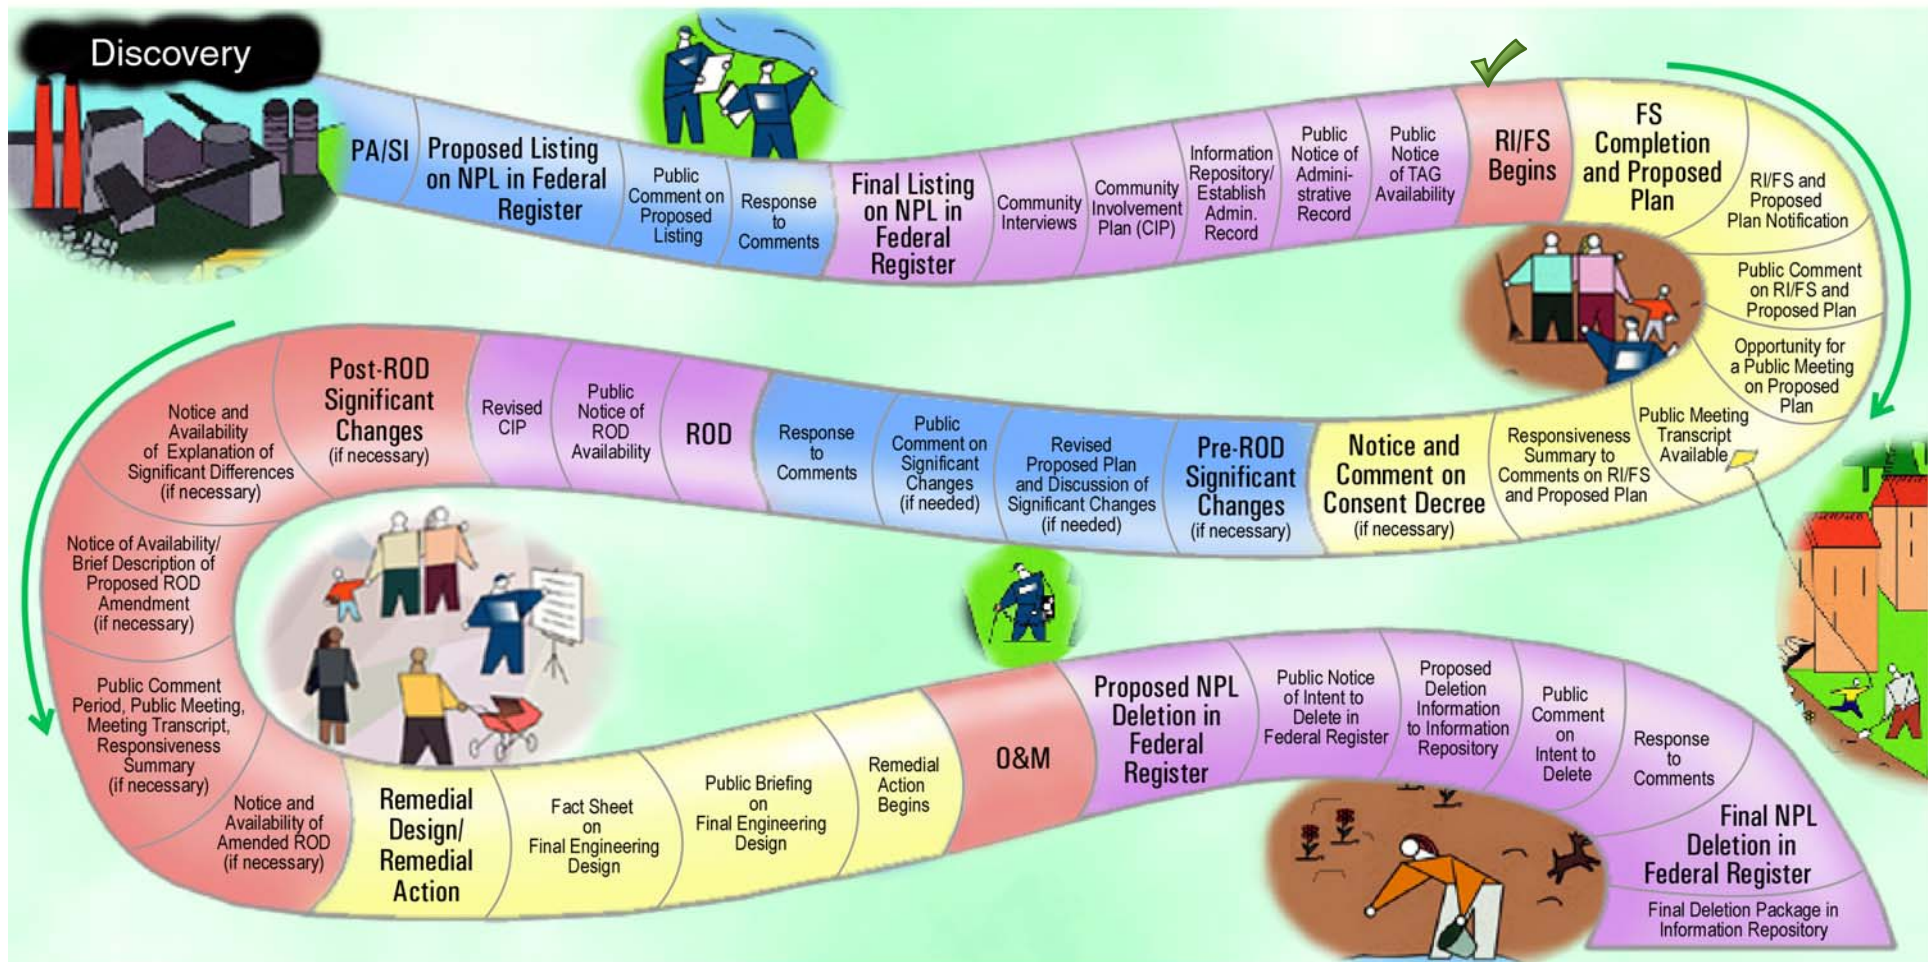 Discovery
PA/SI
Proposed Listing
on NPL in Federal
Register
Public
Comment on
Proposed
Listing
Response
to
Comments
Final Listing
on NPL in
Federal
Register
Community
Interviews
Community
Involvement
Plan (CIP)
Information
Repository/
Establish
Admin.
Record
Public
Notice of
Admini-
strative
Record
Public
Notice
of TAG
Availability
RI/FS
Begins
FS
Completion
and Proposed
Plan
RI/FS and
Proposed
Plan Notification
Public Comment
on RI/FS and
Proposed Plan
Opportunity for
a Public Meeting
on Proposed
Plan
Public Meeting
Transcript
Available
Responsiveness
Summary to
Comments on RI/FS
and Proposed Plan
Notice and
Comment on
Consent Decree
(if necessary)
Pre-ROD
Significant
Changes
(if necessary)
Revised
Proposed Plan
and Discussion of
Significant Changes
(if needed)
Public
Comment on
Significant
Changes
(if needed)
Response
to
Comments
ROD
Public
Notice of
ROD
Availability
Revised
CIP
Post-ROD
Significant
Changes
(if necessary)
Notice and
Availability
of Explanation of
Significant Differences
(if necessary)
Notice of Availability/
Brief Description of
Proposed ROD
Amendment
(if necessary)
Public Comment
Period, Public Meeting,
Meeting Transcript,
Responsiveness
Summary
(if necessary)
Notice and
Availability of
Amended ROD
(if necessary)
Remedial
Design/
Remedial
Action
Fact Sheet
on
Final Engineering
Design
Public Briefing
on
Final Engineering
Design
Remedial
Action
Begins
O&M
Proposed NPL
Deletion in
Federal
Register
Public Notice
of Intent to
Delete in
Federal Register
Proposed
Deletion
Information
to Information
Repository
Public
Comment
on
Intent to
Delete
Response
to
Comments
Final NPL
Deletion in
Federal Register
Final Deletion Package in
Information Repository